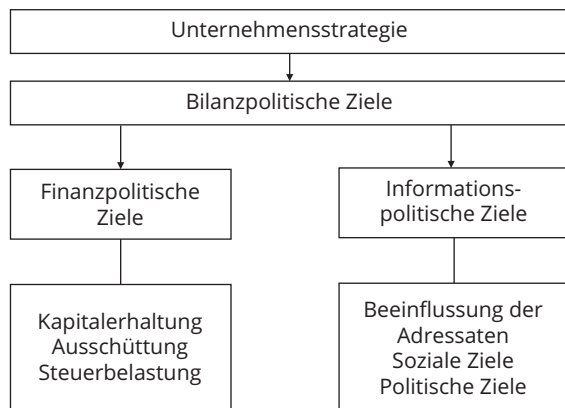 Unternehmensstrategie
Bilanzpolitische Ziele
Finanzpolitische
Ziele
Informations-
politische Ziele
Kapitalerhaltung
Ausschüttung
Steuerbelastung
Beeinflussung der
Adressaten
Soziale Ziele
Politische Ziele